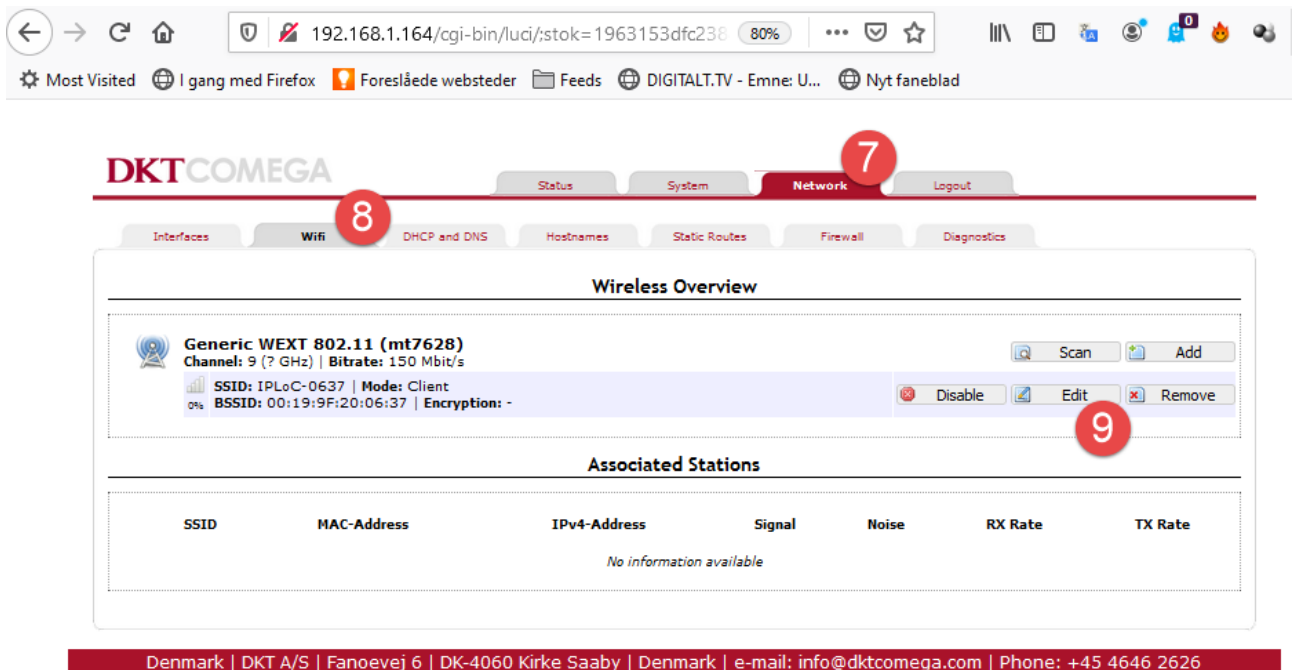 192.168.1.164/cgi-bin/luci/;stok=1963153dfc238 80%
0
Most Visited I gang med Firefox Foreslåede websteder Feeds DIGITALT.TV - Emne: U... Nyt faneblad
DKTCOMEGA
Status System Network Logout
7
8
Interfaces Wifi DHCP and DNS Hostnames Static Routes Firewall Diagnostics
Wireless Overview
Generic WEXT 802.11 (mt7628)
Channel: 9 (? GHz) | Bitrate: 150 Mbit/s
Scan Add
SSID: IPLoC-0637 | Mode: Client
0% BSSID: 00:19:9F:20:06:37 | Encryption: -
Disable Edit Remove
9
Associated Stations
SSID MAC-Address IPv4-Address Signal Noise RX Rate TX Rate
No information available
Denmark | DKT A/S | Fanoevej 6 | DK-4060 Kirke Saaby | Denmark | e-mail: info@dktcomega.com | Phone: +45 4646 2626